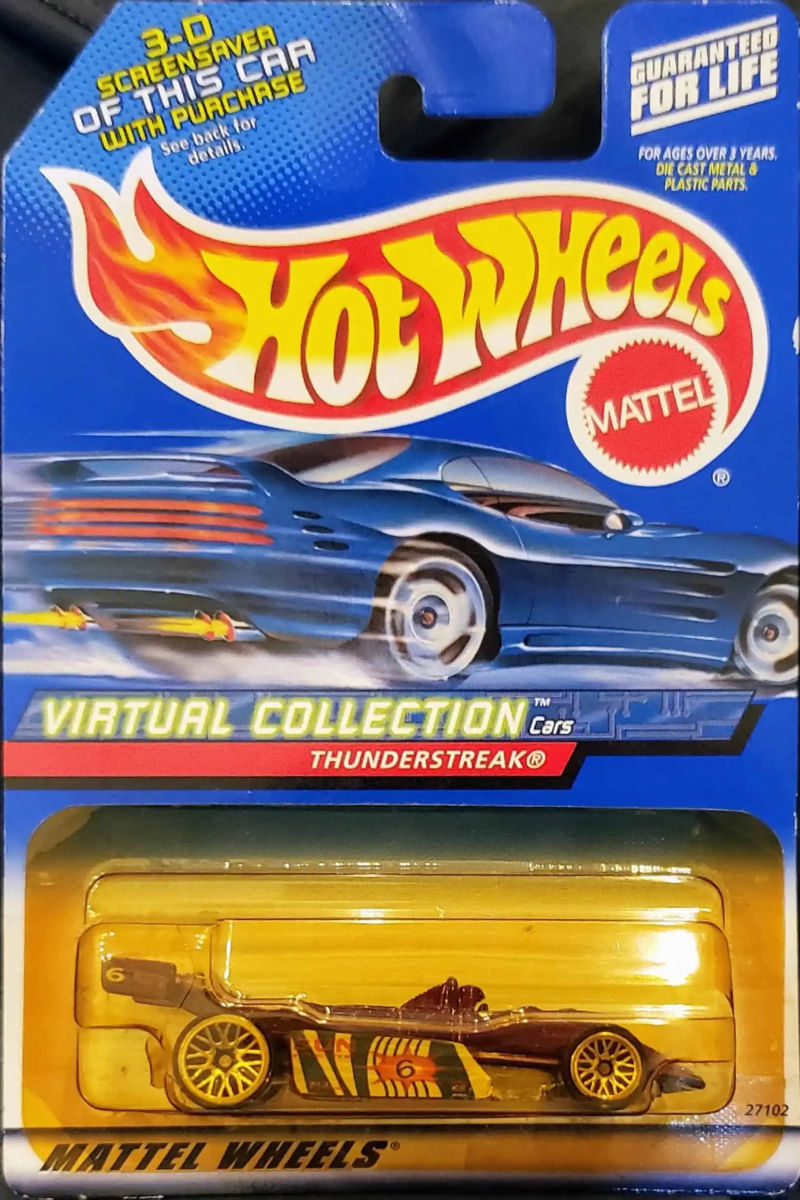 3-D
SCREENSAVER
OF THIS CAR
WITH PURCHASE
See back for
details.
GUARANTEED
FOR LIFE
FOR AGES OVER 3 YEARS.
DIE CAST METAL &
PLASTIC PARTS.
HOT WHEELS
MATTEL
®
VIRTUAL COLLECTION™ Cars
THUNDERSTREAK®
6
6
27102
MATTEL WHEELS®